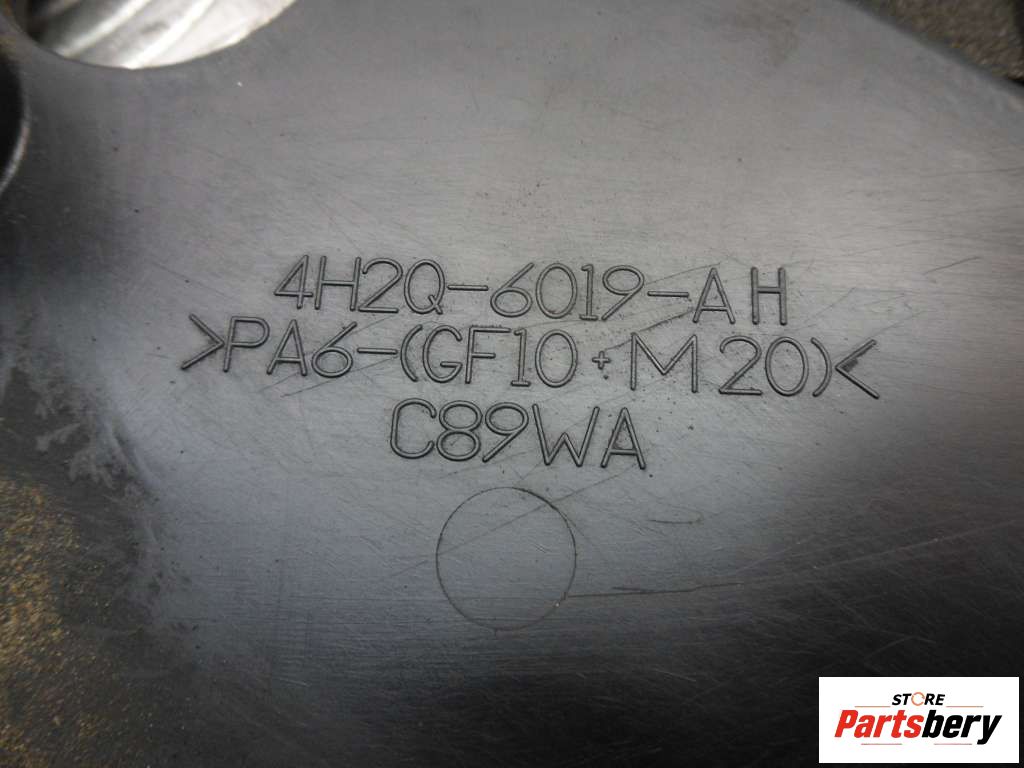 4H2Q-6019-AH
>PA6-(GF10+M20)<
C89WA
STORE
Partsbery